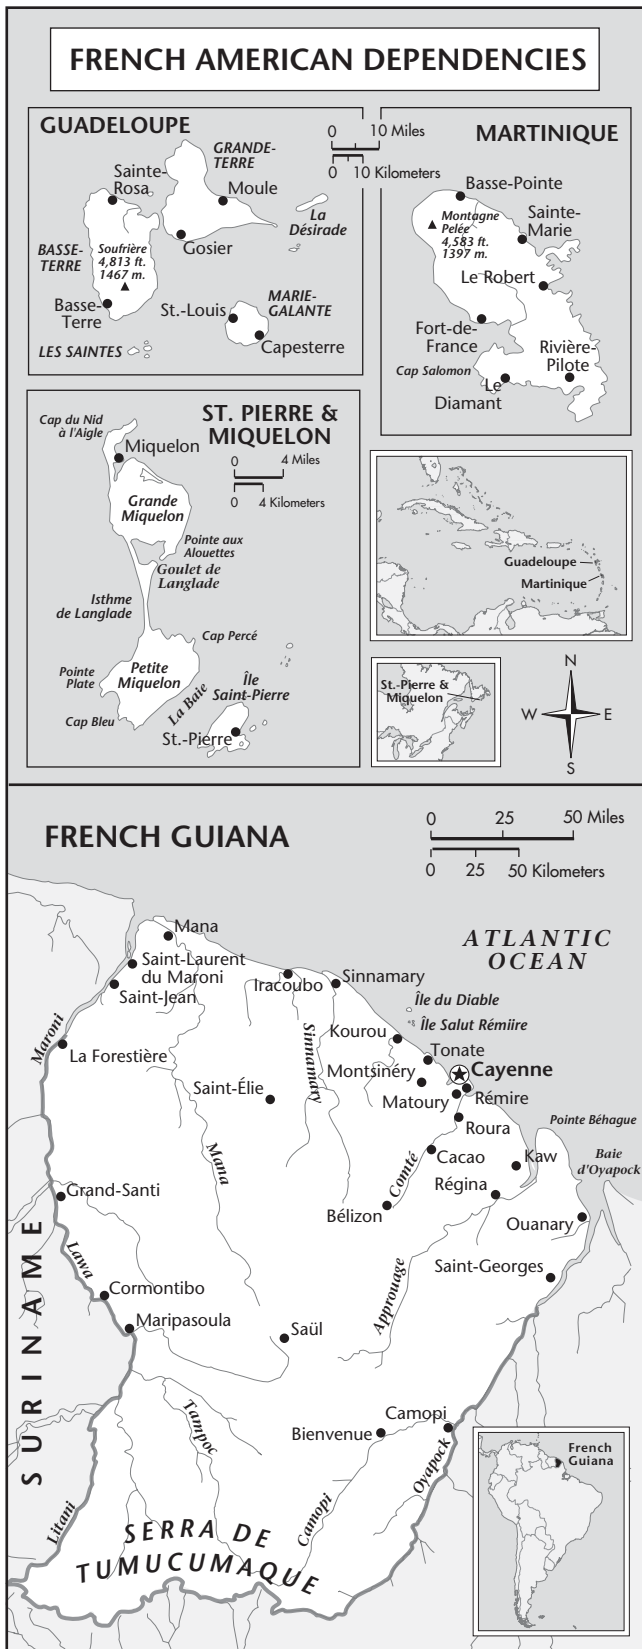 FRENCH AMERICAN DEPENDENCIES
GUADELOUPE
0 10 Miles
0 10 Kilometers
GRANDE-
TERRE
Sainte-
Rosa
Moule
La
Désirade
Gosier
BASSE-
TERRE
Soufrière
4,813 ft.
1467 m.
Basse-
Terre
St.-Louis
MARIE-
GALANTE
Capesterre
LES SAINTES
MARTINIQUE
Basse-Pointe
Montagne
Pelée
4,583 ft.
1397 m.
Sainte-
Marie
Le Robert
Fort-de-
France
Cap Salomon
Rivière-
Pilote
Le
Diamant
ST. PIERRE &
MIQUELON
0 4 Miles
0 4 Kilometers
Cap du Nid
à l'Aigle
Miquelon
Grande
Miquelon
Pointe aux
Alouettes
Goulet de
Langlade
Isthme
de Langlade
Cap Percé
Pointe
Plate
Petite
Miquelon
La Baie
Île
Saint-Pierre
Cap Bleu
St.-Pierre
Guadeloupe
Martinique
St.-Pierre &
Miquelon
N
W E
S
FRENCH GUIANA
0 25 50 Miles
0 25 50 Kilometers
ATLANTIC
OCEAN
Mana
Saint-Laurent
du Maroni
Saint-Jean
Iracoubo
Sinnamary
Île du Diable
Île Salut Rémiire
Maroni
La Forestière
Sinnamary
Kourou
Tonate
Cayenne
Montsinéry
Saint-Élie
Matoury
Rémire
Roura
Pointe Béhague
Mana
Comté
Cacao
Kaw
Baie
d'Oyapock
Grand-Santi
Régina
Bélizon
Ouanary
SURINAME
Lawa
Approuage
Saint-Georges
Cormontibo
Maripasoula
Saül
Tampoc
Camopi
Bienvenue
Oyapock
Camopi
Litani
SERRA DE
TUMUCUMAQUE
French
Guiana